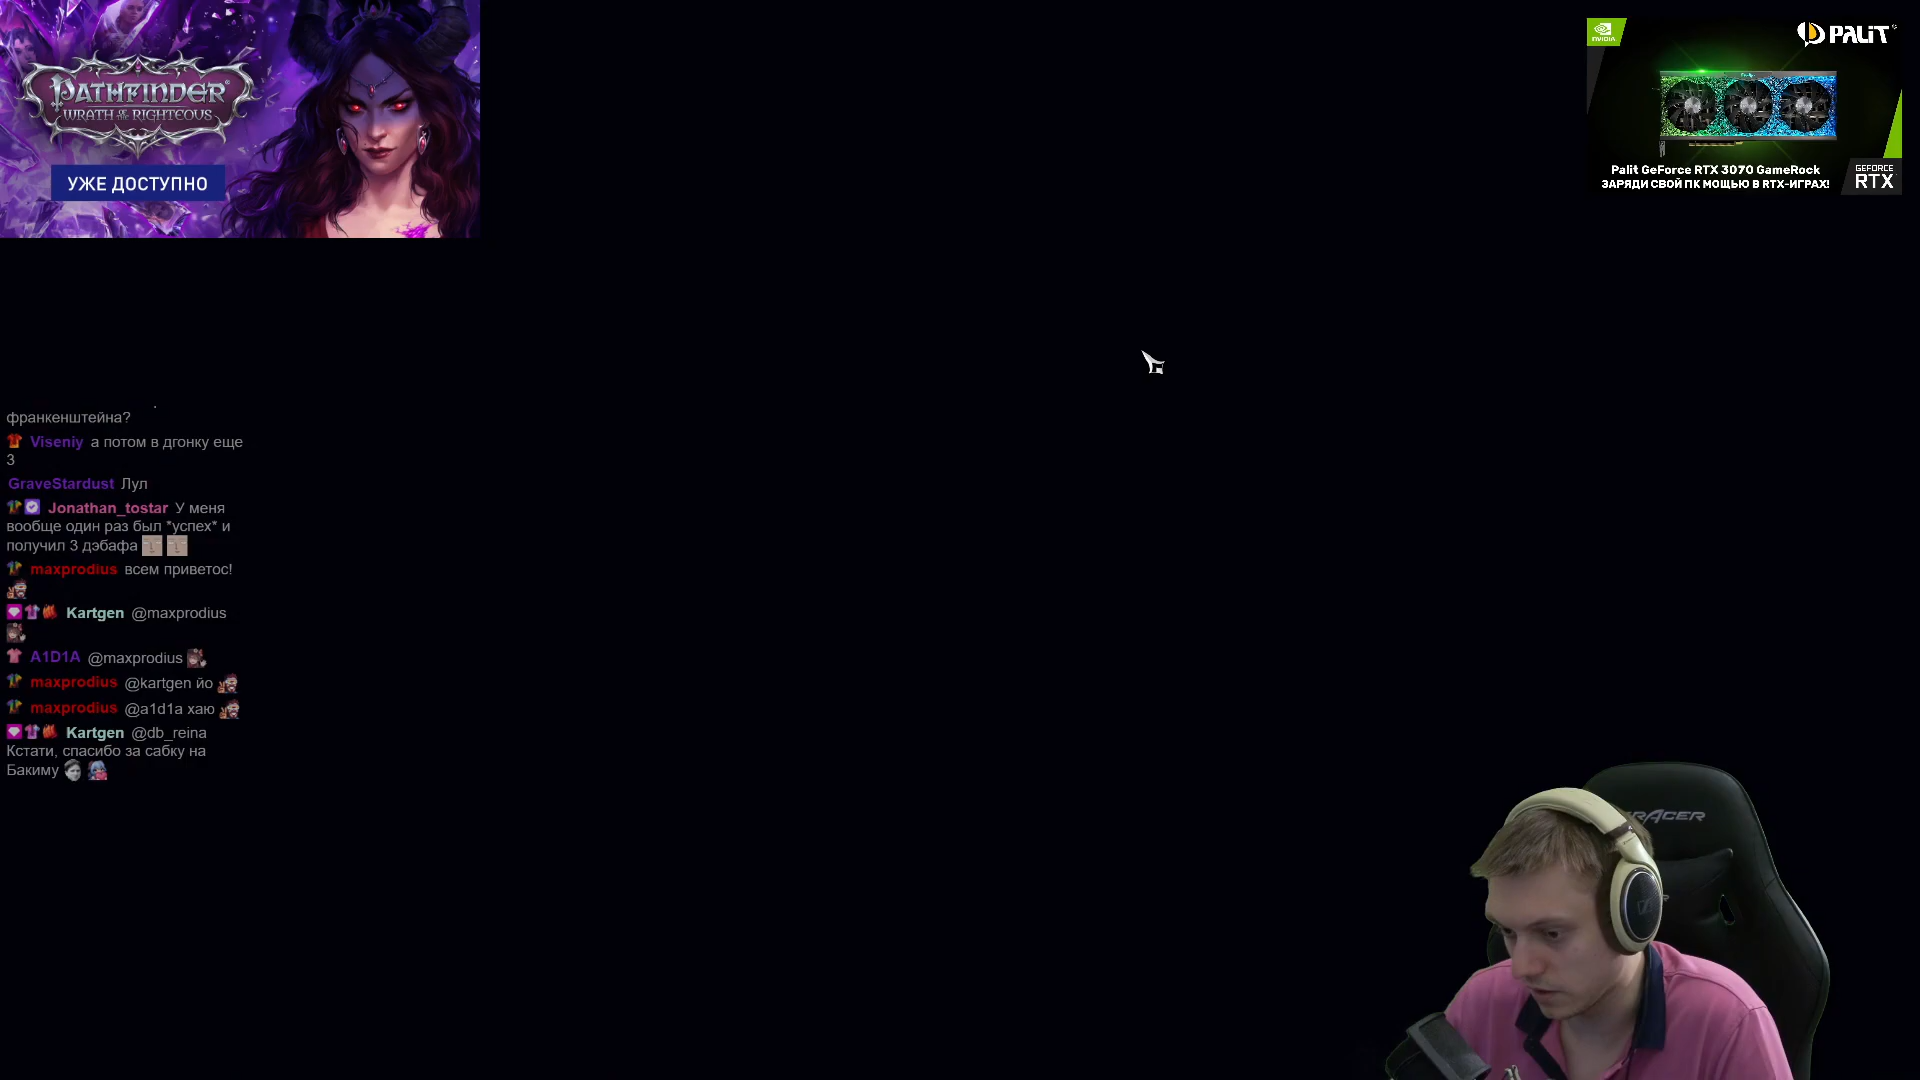 PATHFINDER
WRATH OF THE RIGHTEOUS
УЖЕ ДОСТУПНО
NVIDIA
PALIT
Palit GeForce RTX 3070 GameRock
ЗАРЯДИ СВОЙ ПК МОЩЬЮ В RTX-ИГРАХ!
GEFORCE
RTX
франкенштейна?
Viseniy а потом в дгонку еще
3
GraveStardust Лул
Jonathan_tostar У меня
вообще один раз был *успех* и
получил 3 дэбафа
maxprodius всем приветос!
Kartgen @maxprodius
A1D1A @maxprodius
maxprodius @kartgen йо
maxprodius @a1d1a хаю
Kartgen @db_reina
Кстати, спасибо за сабку на
Бакиму
RACER